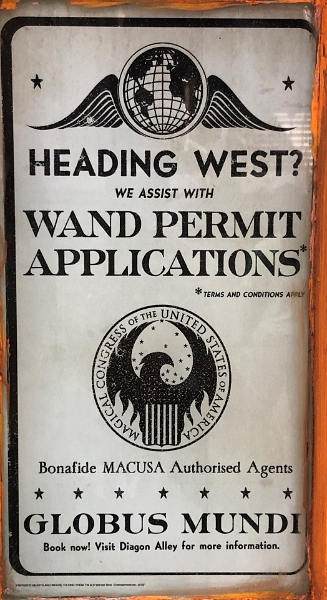 HEADING WEST?
WE ASSIST WITH
WAND PERMIT
APPLICATIONS*
*TERMS AND CONDITIONS APPLY
MAGICAL CONGRESS OF THE UNITED STATES OF AMERICA
Bonafide MACUSA Authorised Agents
GLOBUS MUNDI
Book now! Visit Diagon Alley for more information.